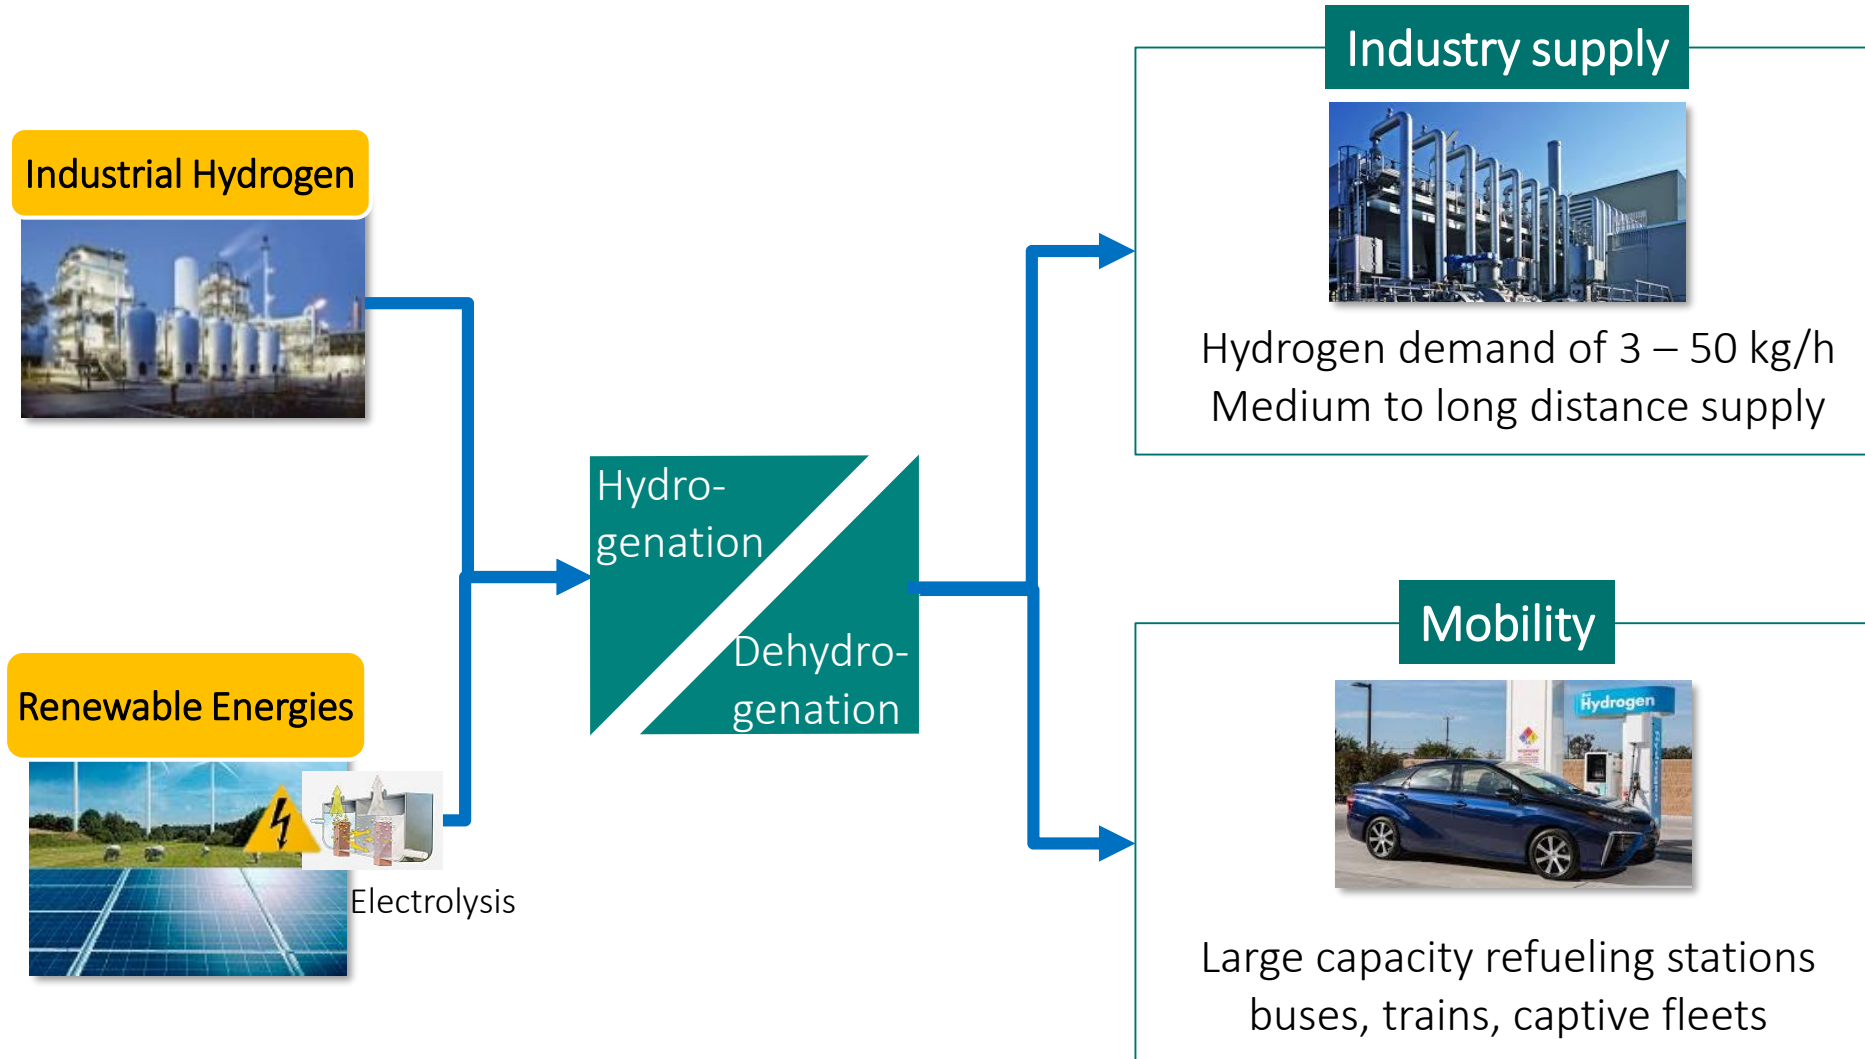 Industry supply
Industrial Hydrogen
Hydrogen demand of 3 – 50 kg/h
Medium to long distance supply
Hydro-
genation
Dehydro-
genation
Mobility
Renewable Energies
Hydrogen
Electrolysis
Large capacity refueling stations
buses, trains, captive fleets